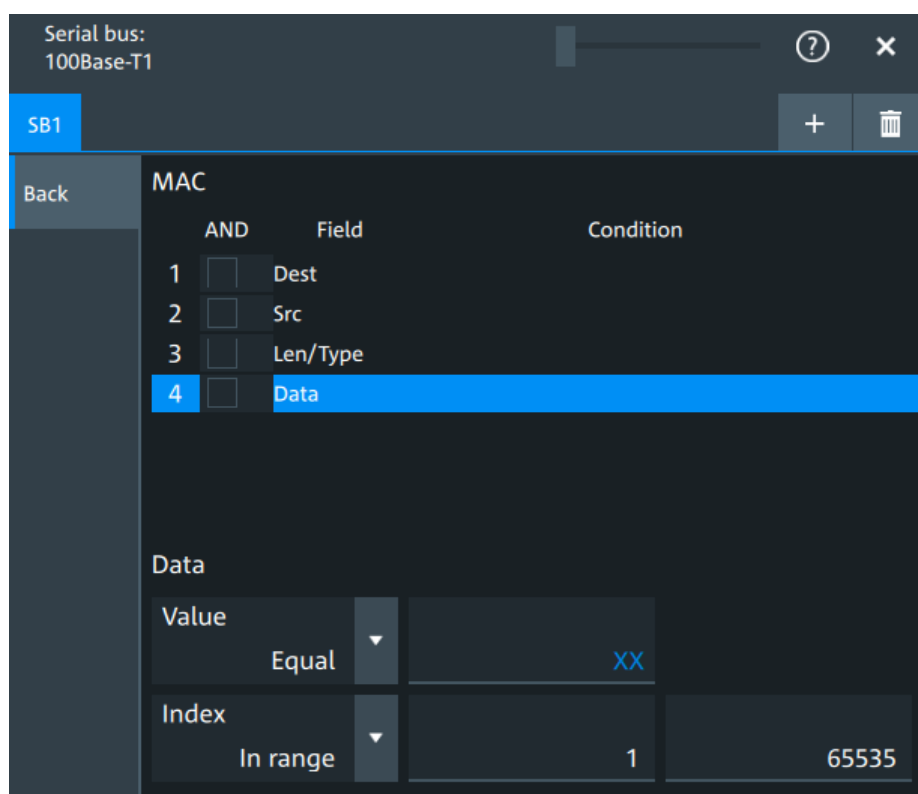 Serial bus:
100Base-T1
?
SB1
+
Back
MAC
AND Field Condition
1 Dest
2 Src
3 Len/Type
4 Data
Data
Value
Equal XX
Index
In range 1 65535